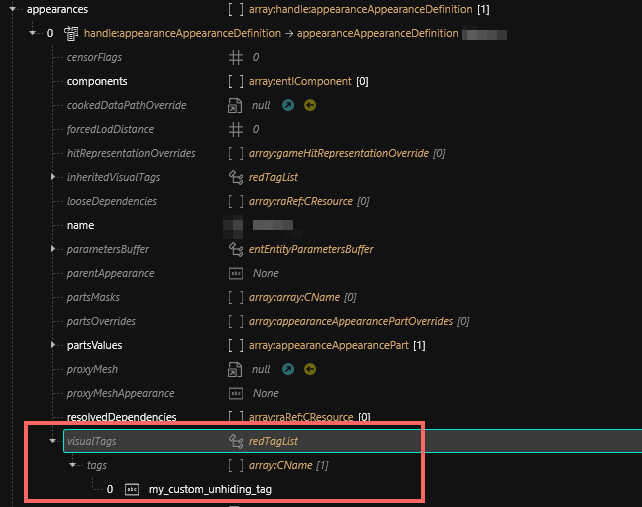 appearances [ ] array:handle:appearanceAppearanceDefinition [1]
0 handle:appearanceAppearanceDefinition → appearanceAppearanceDefinition
censorFlags 0
components [ ] array:entIComponent [0]
cookedDataPathOverride null
forcedLodDistance 0
hitRepresentationOverrides [ ] array:gameHitRepresentationOverride [0]
inheritedVisualTags redTagList
looseDependencies [ ] array:raRef:CResource [0]
name
parametersBuffer entEntityParametersBuffer
parentAppearance abc None
partsMasks [ ] array:array:CName [0]
partsOverrides [ ] array:appearanceAppearancePartOverrides [0]
partsValues [ ] array:appearanceAppearancePart [1]
proxyMesh null
proxyMeshAppearance abc None
resolvedDependencies [ ] array:raRef:CResource [0]
visualTags redTagList
tags [ ] array:CName [1]
0 abc my_custom_unhiding_tag